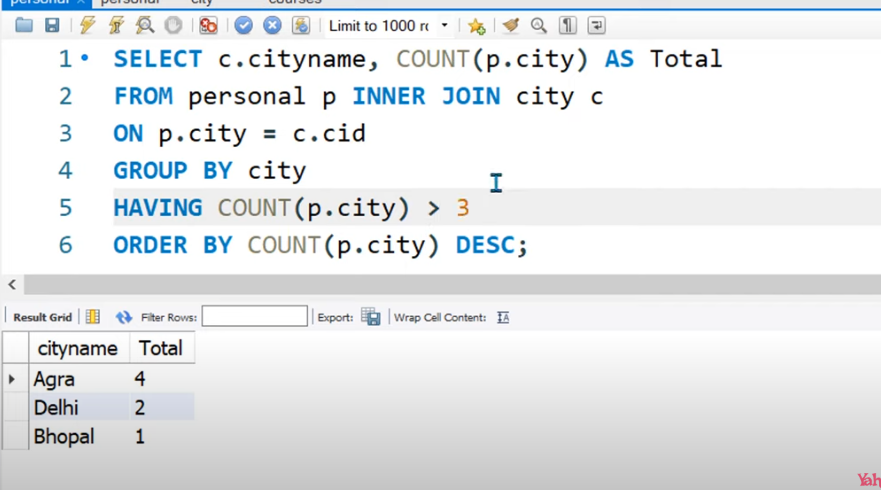 personal personal city courses
Limit to 1000 rc
1 SELECT c.cityname, COUNT(p.city) AS Total
2 FROM personal p INNER JOIN city c
3 ON p.city = c.cid
4 GROUP BY city
5 HAVING COUNT(p.city) > 3
6 ORDER BY COUNT(p.city) DESC;
Result Grid Filter Rows: Export: Wrap Cell Content:
cityname Total
Agra 4
Delhi 2
Bhopal 1